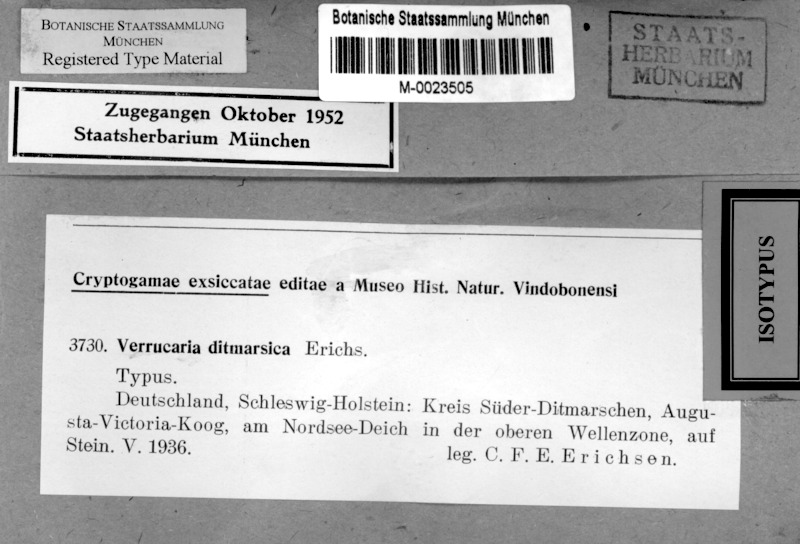 BOTANISCHE STAATSSAMMLUNG
MÜNCHEN
Registered Type Material
Botanische Staatssammlung München
M-0023505
STAATS-
HERBARIUM
MÜNCHEN
Zugegangen Oktober 1952
Staatsherbarium München
ISOTYPUS
Cryptogamae exsiccatae editae a Museo Hist. Natur. Vindobonensi
3730. Verrucaria ditmarsica Erichs.
Typus.
Deutschland, Schleswig-Holstein: Kreis Süder-Ditmarschen, Augu-
sta-Victoria-Koog, am Nordsee-Deich in der oberen Wellenzone, auf
Stein. V. 1936. leg. C. F. E. Erichsen.